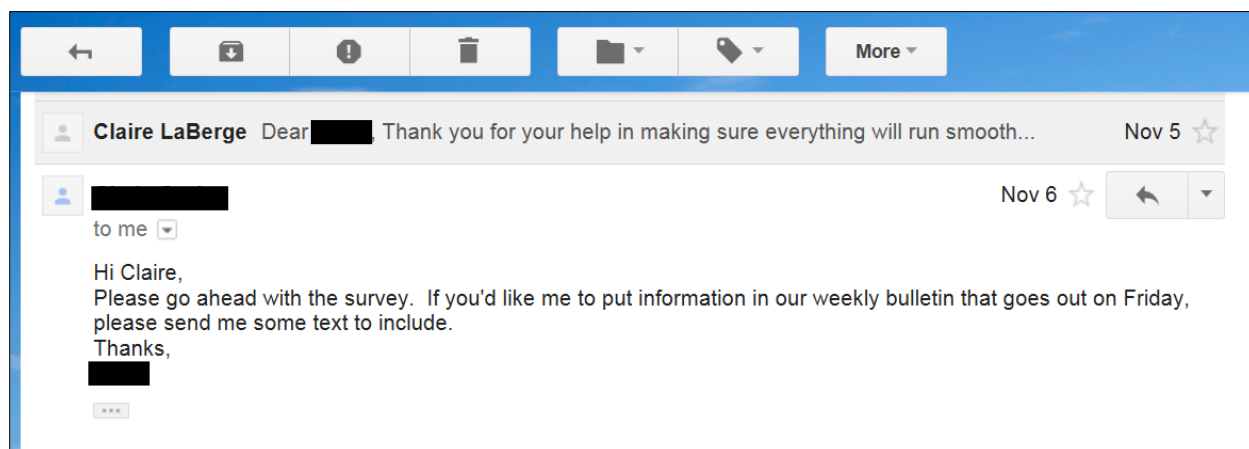 More
Claire LaBerge Dear , Thank you for your help in making sure everything will run smooth... Nov 5
Nov 6
to me
Hi Claire,
Please go ahead with the survey. If you'd like me to put information in our weekly bulletin that goes out on Friday,
please send me some text to include.
Thanks,